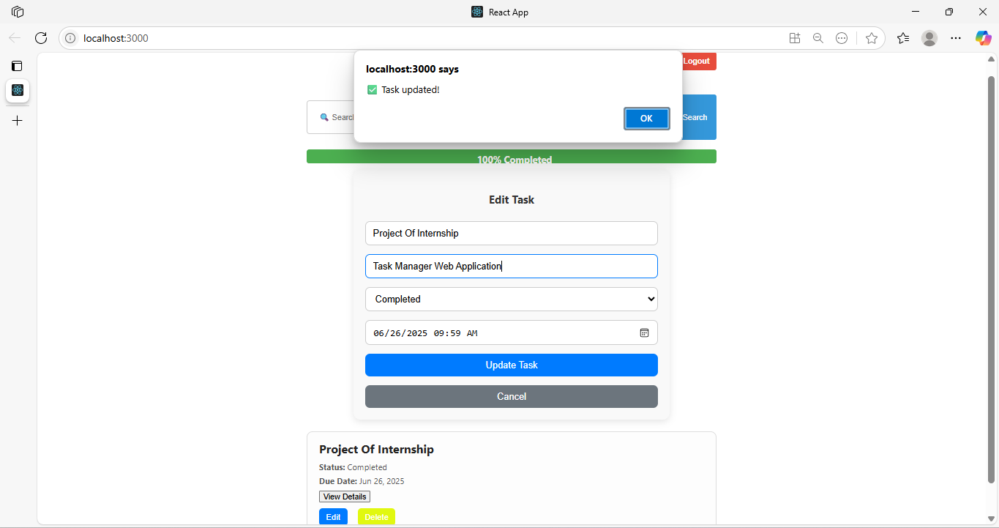 React App
localhost:3000
localhost:3000 says
✅ Task updated!
OK
Logout
🔍 Search
Search
100% Completed
Edit Task
Project Of Internship
Task Manager Web Application
Completed
06/26/2025 09:59 AM
Update Task
Cancel
Project Of Internship
Status: Completed
Due Date: Jun 26, 2025
View Details
Edit
Delete